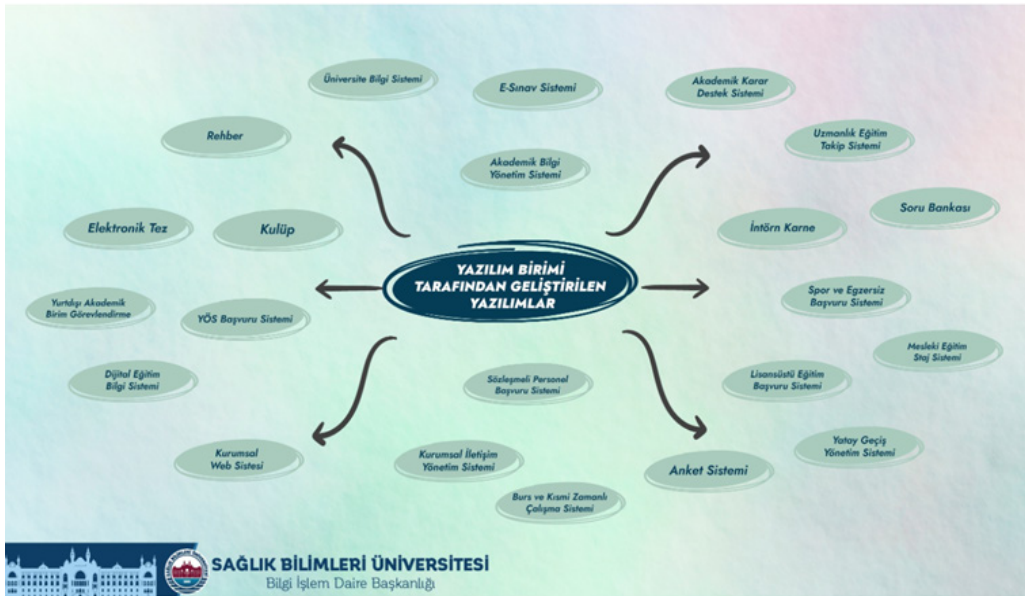 Üniversite Bilgi Sistemi
E-Sınav Sistemi
Akademik Karar
Destek Sistemi
Rehber
Uzmanlık Eğitim
Takip Sistemi
Akademik Bilgi
Yönetim Sistemi
Elektronik Tez
Kulüp
İntörn Karne
Soru Bankası
YAZILIM BİRİMİ
TARAFINDAN GELİŞTİRİLEN
YAZILIMLAR
Yurtdışı Akademik
Birim Görevlendirme
YÖS Başvuru Sistemi
Spor ve Egzersiz
Başvuru Sistemi
Mesleki Eğitim
Staj Sistemi
Dijital Eğitim
Bilgi Sistemi
Sözleşmeli Personel
Başvuru Sistemi
Lisansüstü Eğitim
Başvuru Sistemi
Kurumsal
Web Sitesi
Kurumsal İletişim
Yönetim Sistemi
Anket Sistemi
Yatay Geçiş
Yönetim Sistemi
Burs ve Kısmi Zamanlı
Çalışma Sistemi
SAĞLIK BİLİMLERİ ÜNİVERSİTESİ
Bilgi İşlem Daire Başkanlığı